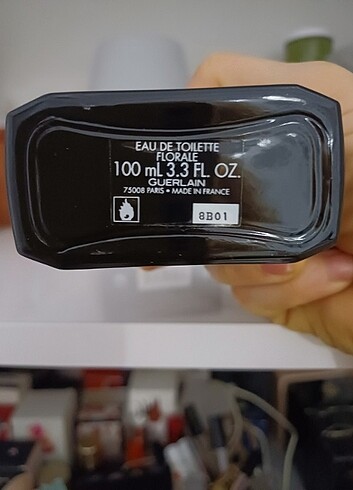 EAU DE TOILETTE
FLORALE
100 mL 3.3 FL. OZ.
GUERLAIN
75008 PARIS • MADE IN FRANCE
8B01